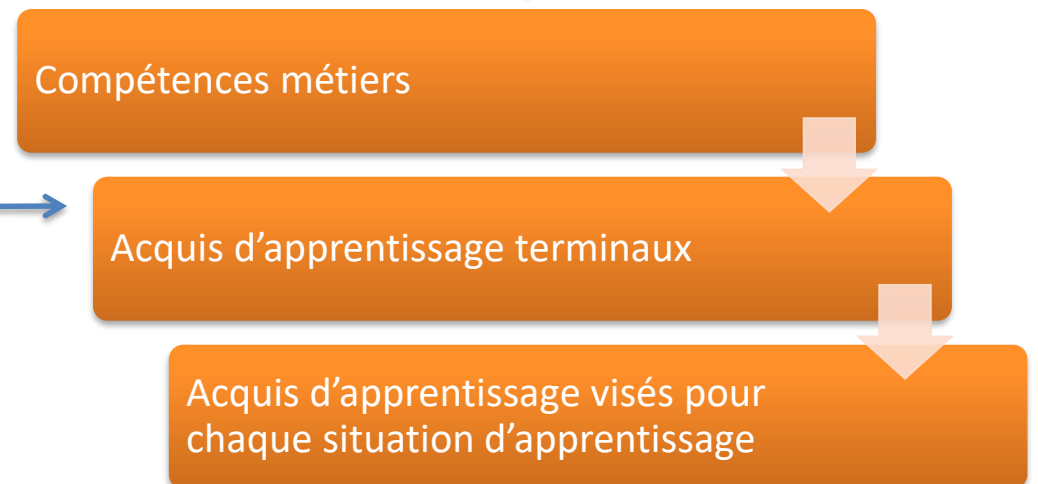 Compétences métiers
Acquis d’apprentissage terminaux
Acquis d’apprentissage visés pour
chaque situation d’apprentissage